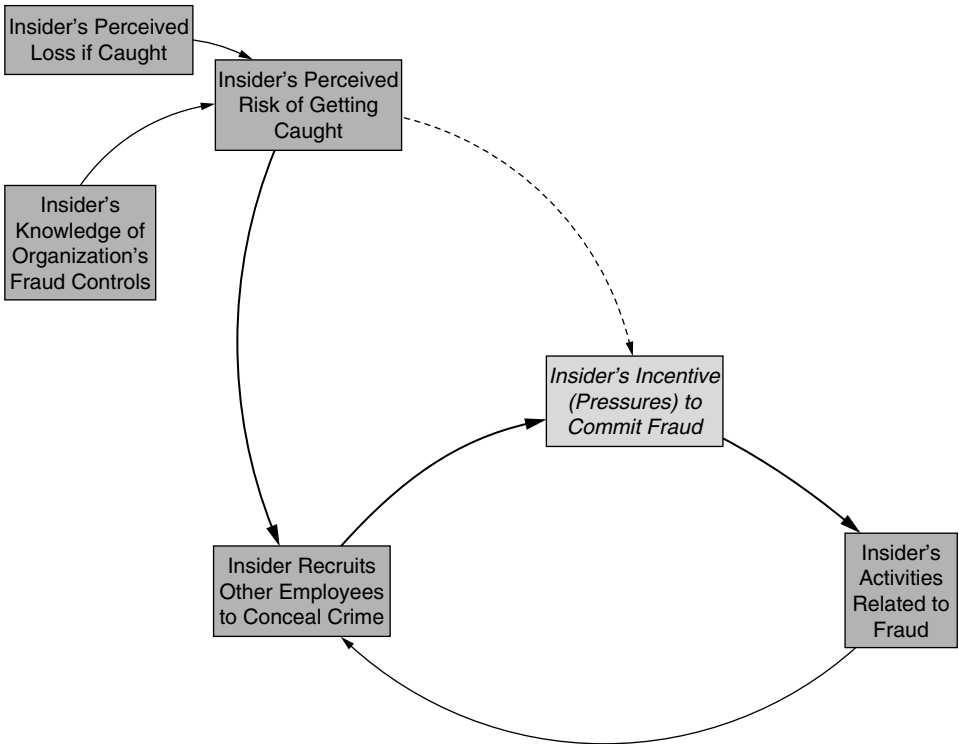 Insider’s Perceived
Loss if Caught
Insider’s Perceived
Risk of Getting
Caught
Insider’s
Knowledge of
Organization’s
Fraud Controls
Insider’s Incentive
(Pressures) to
Commit Fraud
Insider Recruits
Other Employees
to Conceal Crime
Insider’s
Activities
Related to
Fraud